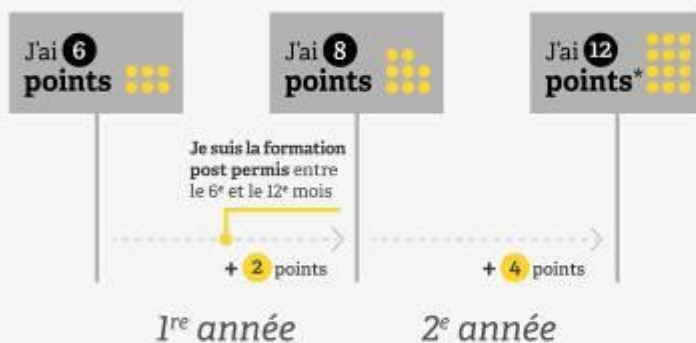 J'ai 6
points
J'ai 8
points
J'ai 12
points*
Je suis la formation
post permis entre
le 6e et le 12e mois
+ 2 points
+ 4 points
1re année
2e année